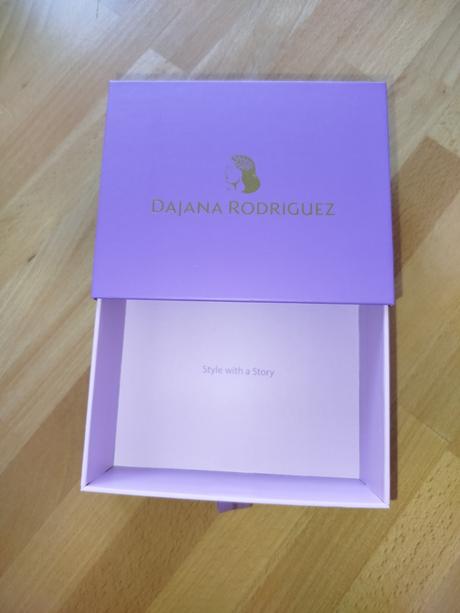 DAJANA RODRIGUEZ
Style with a Story